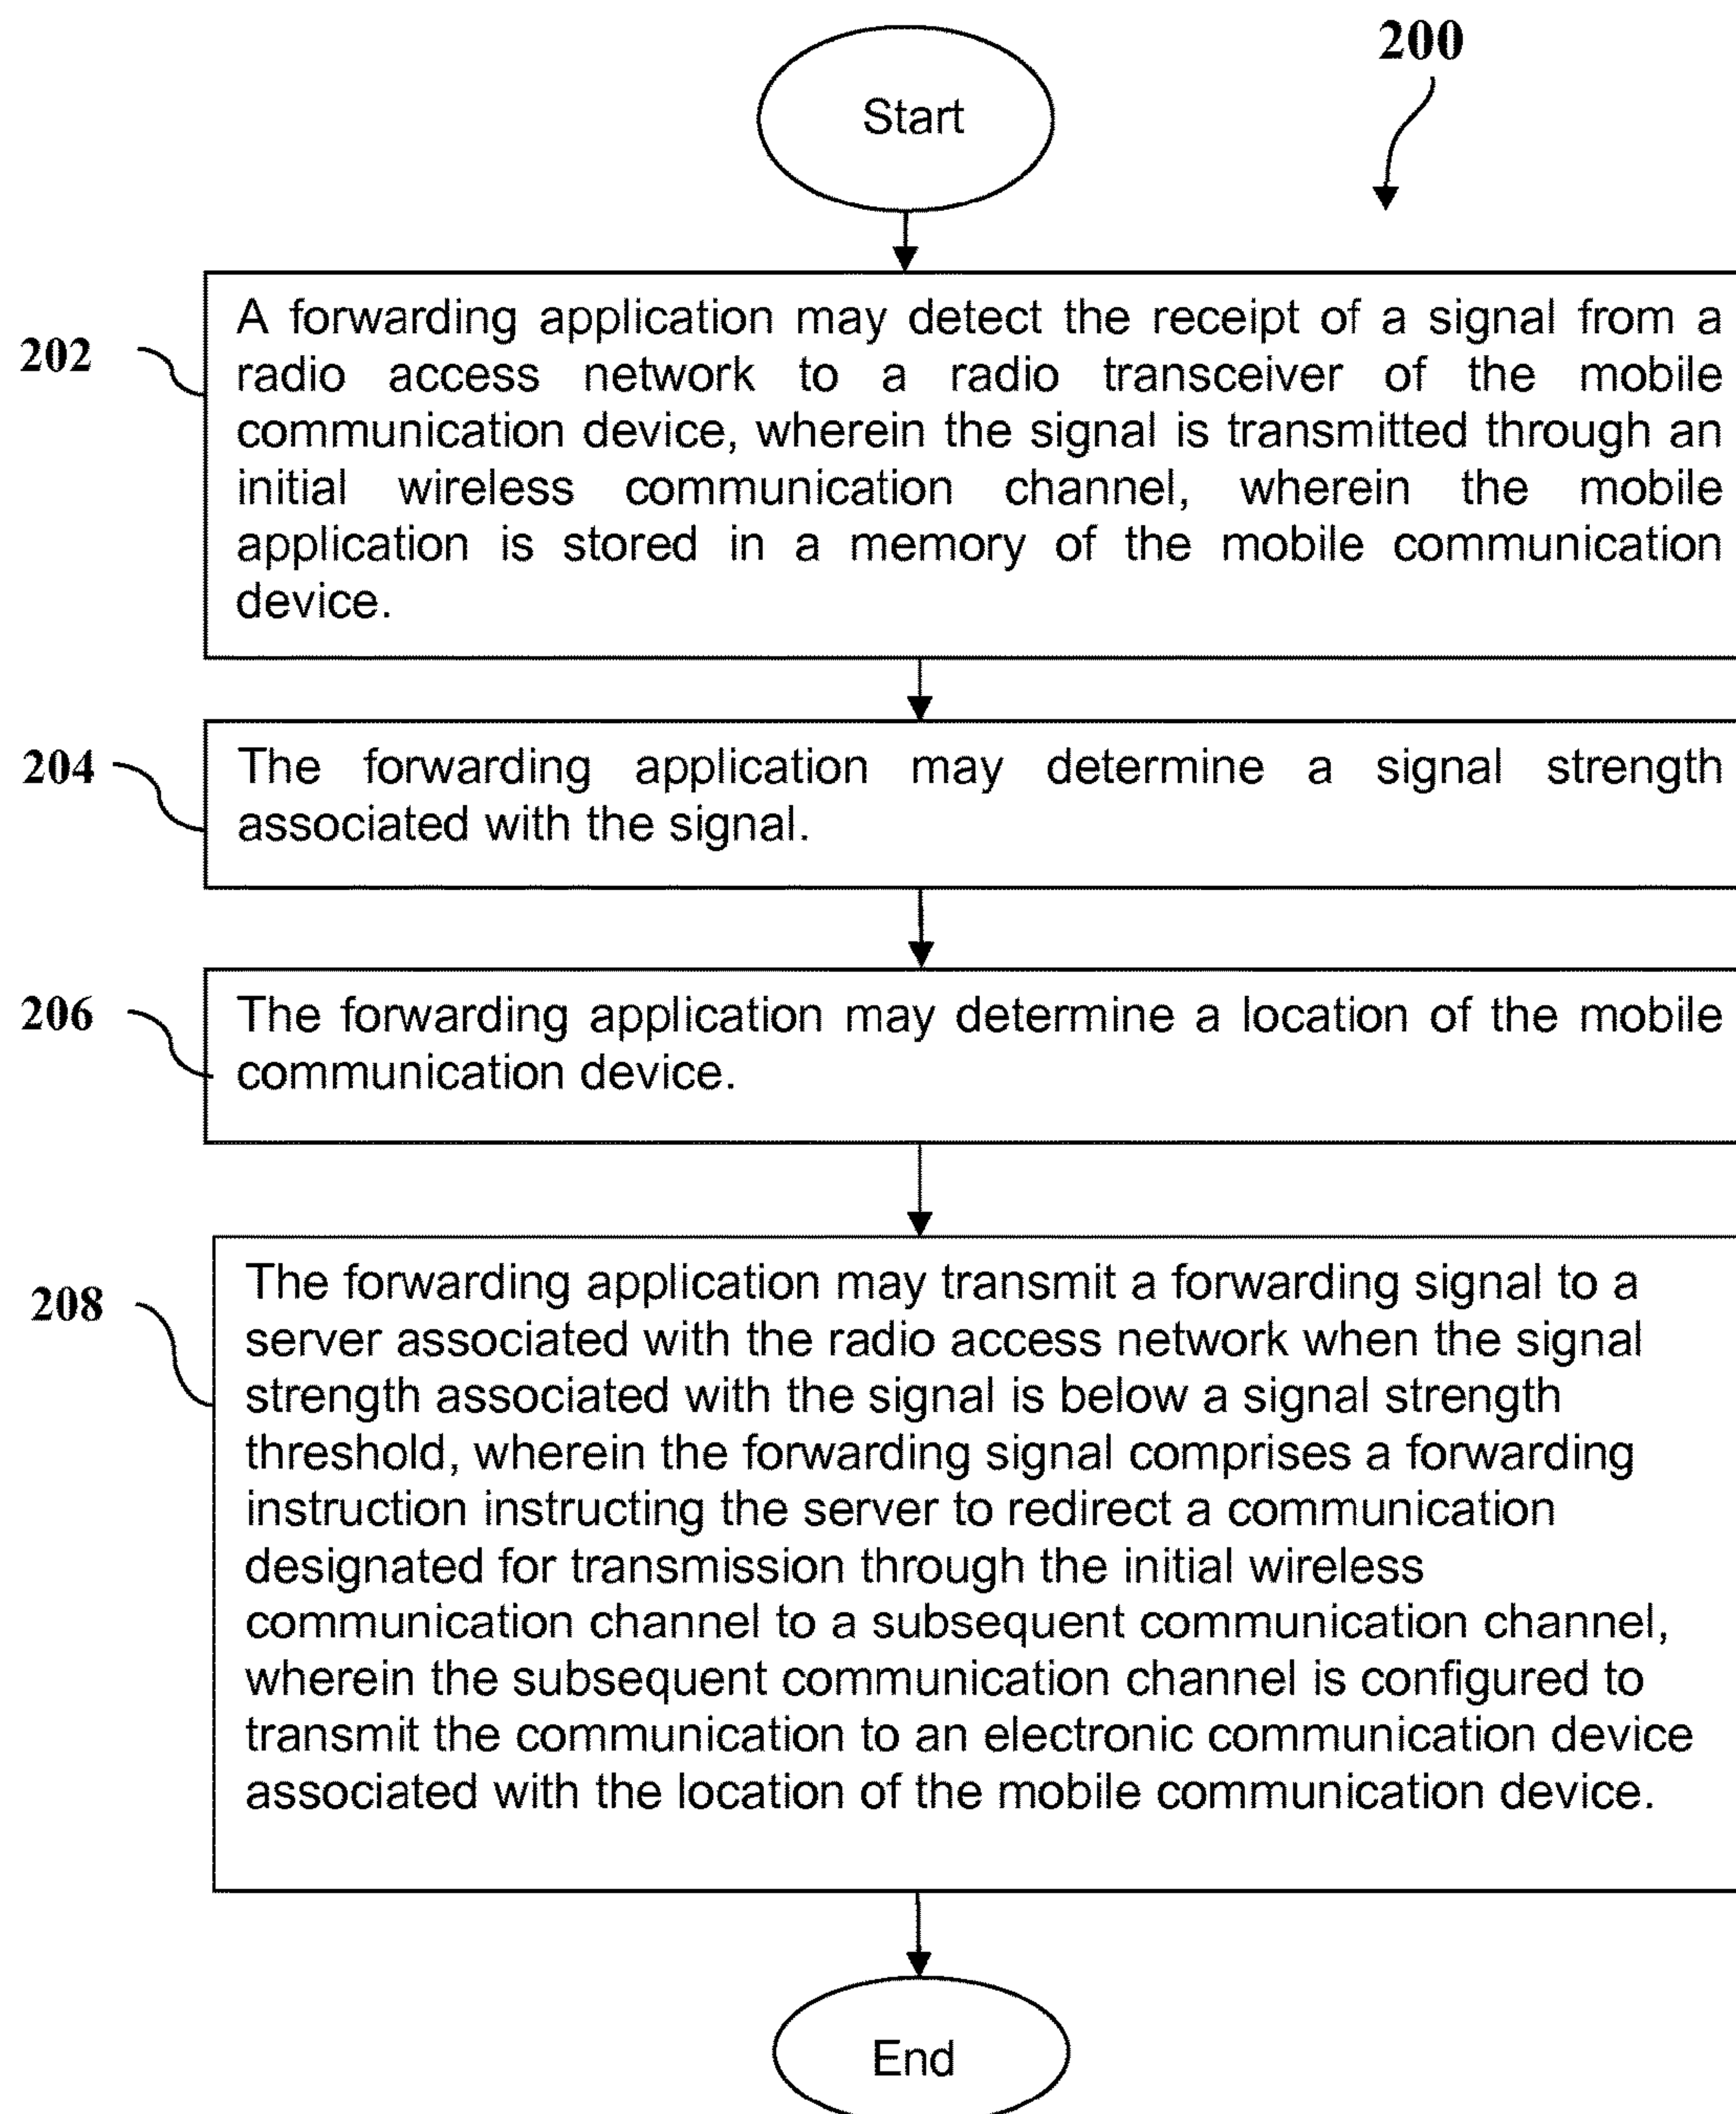 200
Start
202
A forwarding application may detect the receipt of a signal from a
radio access network to a radio transceiver of the mobile
communication device, wherein the signal is transmitted through an
initial wireless communication channel, wherein the mobile
application is stored in a memory of the mobile communication
device.
204
The forwarding application may determine a signal strength
associated with the signal.
206
The forwarding application may determine a location of the mobile
communication device.
208
The forwarding application may transmit a forwarding signal to a
server associated with the radio access network when the signal
strength associated with the signal is below a signal strength
threshold, wherein the forwarding signal comprises a forwarding
instruction instructing the server to redirect a communication
designated for transmission through the initial wireless
communication channel to a subsequent communication channel,
wherein the subsequent communication channel is configured to
transmit the communication to an electronic communication device
associated with the location of the mobile communication device.
End